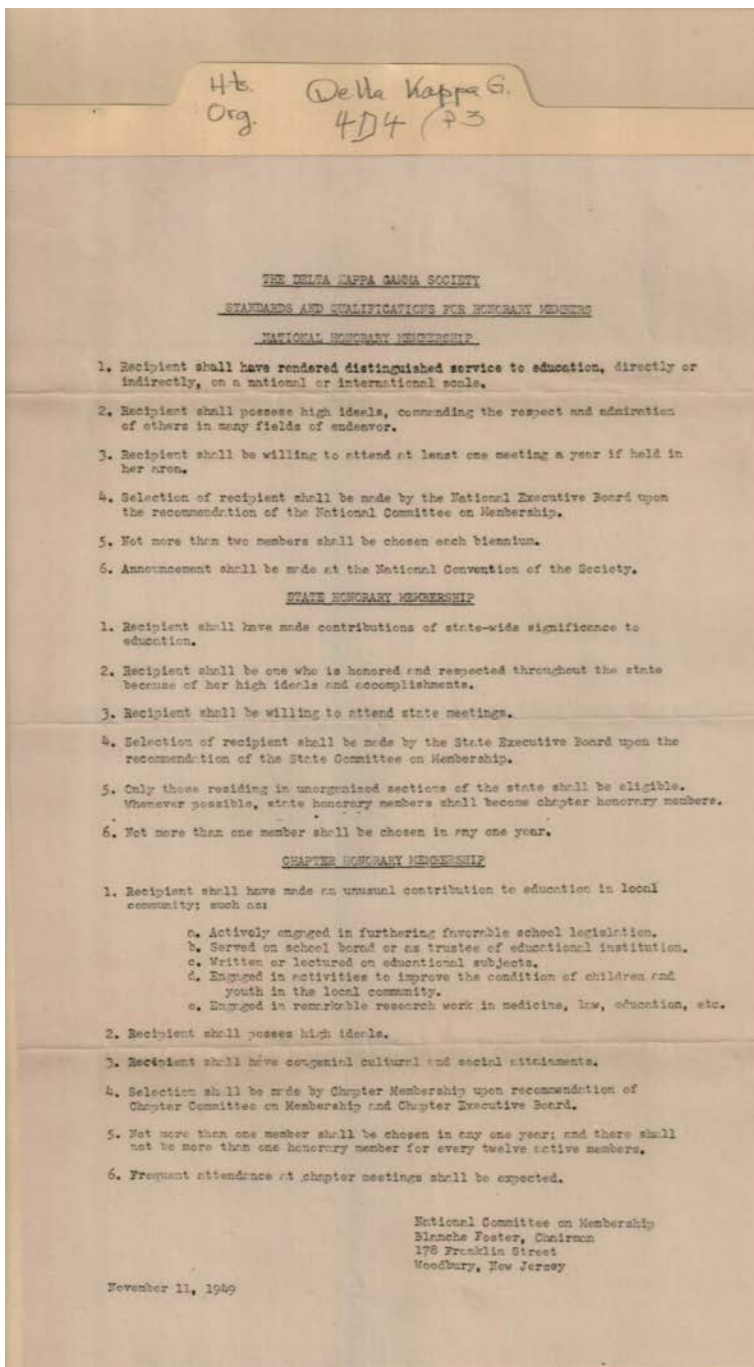 Hts. Della Kappa G.
Org. 4D4 (P3
THE DELTA KAPPA GAMMA SOCIETY
STANDARDS AND QUALIFICATIONS FOR HONORARY MEMBERS
NATIONAL HONORARY MEMBERSHIP
1. Recipient shall have rendered distinguished service to education, directly or
indirectly, on a national or international scale.
2. Recipient shall possess high ideals, commending the respect and admiration
of others in many fields of endeavor.
3. Recipient shall be willing to attend at least one meeting a year if held in
her area.
4. Selection of recipient shall be made by the National Executive Board upon
the recommendation of the National Committee on Membership.
5. Not more than two members shall be chosen each biennium.
6. Announcement shall be made at the National Convention of the Society.
STATE HONORARY MEMBERSHIP
1. Recipient shall have made contributions of state-wide significance to
education.
2. Recipient shall be one who is honored and respected throughout the state
because of her high ideals and accomplishments.
3. Recipient shall be willing to attend state meetings.
4. Selection of recipient shall be made by the State Executive Board upon the
recommendation of the State Committee on Membership.
5. Only those residing in unorganized sections of the state shall be eligible.
Whenever possible, state honorary members shall become chapter honorary members.
6. Not more than one member shall be chosen in any one year.
CHAPTER HONORARY MEMBERSHIP
1. Recipient shall have made an unusual contribution to education in local
community; such as:
a. Actively engaged in furthering favorable school legislation.
b. Served on school borad or as trustee of educational institution.
c. Written or lectured on educational subjects.
d. Engaged in activities to improve the condition of children and
youth in the local community.
e. Engaged in remarkable research work in medicine, law, education, etc.
2. Recipient shall posses high ideals.
3. Recipient shall have congenial cultural and social attainments.
4. Selection shall be made by Chapter Membership upon recommendation of
Chapter Committee on Membership and Chapter Executive Board.
5. Not more than one member shall be chosen in any one year; and there shall
not be more than one honorary member for every twelve active members.
6. Frequent attendance at chapter meetings shall be expected.
National Committee on Membership
Blanche Foster, Chairman
178 Franklin Street
Woodbury, New Jersey
November 11, 1949